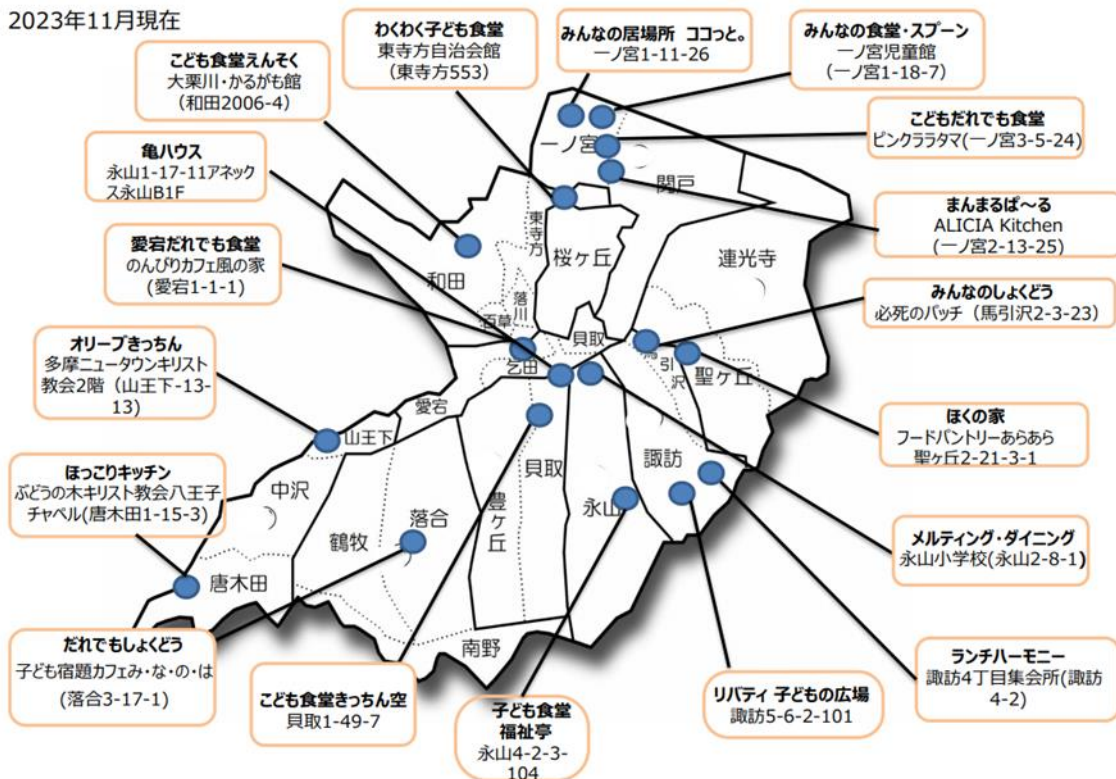 2023年11月現在
わくわく子ども食堂
東寺方自治会館
(東寺方553)
みんなの居場所 ココっと。
一ノ宮1-11-26
みんなの食堂・スプーン
一ノ宮児童館
(一ノ宮1-18-7)
こども食堂えんそく
大栗川・かるがも館
(和田2006-4)
こどもだれでも食堂
ピンクララタマ(一ノ宮3-5-24)
亀ハウス
永山1-17-11アネック
ス永山B1F
まんまるぱ～る
ALICIA Kitchen
(一ノ宮2-13-25)
愛宕だれでも食堂
のんびりカフェ風の家
(愛宕1-1-1)
みんなのしょくどう
必死のパッチ（馬引沢2-3-23）
オリーブきっちん
多摩ニュータウンキリスト
教会2階（山王下-13-
13)
ほくの家
フードパントリーあらあら
聖ヶ丘2-21-3-1
ほっこりキッチン
ぶどうの木キリスト教会八王子
チャペル(唐木田1-15-3)
メルティング・ダイニング
永山小学校(永山2-8-1)
だれでもしょくどう
子ども宿題カフェみ・な・の・は
(落合3-17-1)
こども食堂きっちん空
貝取1-49-7
子ども食堂
福祉亭
永山4-2-3-
104
リバティ 子どもの広場
諏訪5-6-2-101
ランチハーモニー
諏訪4丁目集会所(諏訪
4-2)
一ノ宮
関戸
東寺方
桜ヶ丘
連光寺
和田
落川
百草
貝取
乞田
馬引沢
聖ヶ丘
愛宕
山王下
中沢
貝取
諏訪
豊ヶ丘
永山
鶴牧
落合
唐木田
南野